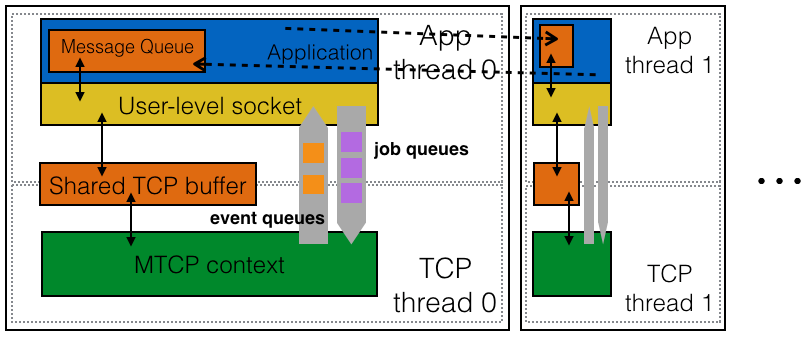 Message Queue
Application
App
thread 0
User-level socket
job queues
Shared TCP buffer
event queues
MTCP context
TCP
thread 0
App
thread 1
TCP
thread 1
...